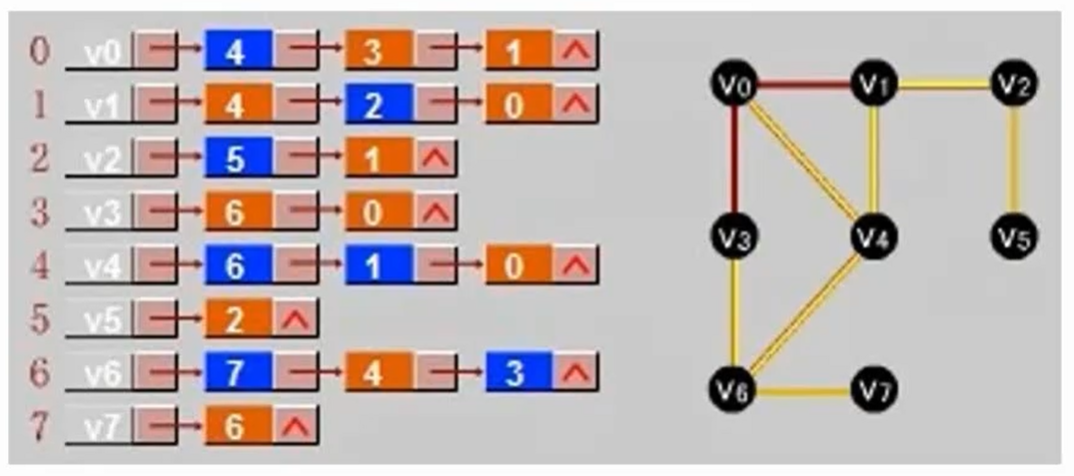 0 v0 4 3 1 ^
1 v1 4 2 0 ^
2 v2 5 1 ^
3 v3 6 0 ^
4 v4 6 1 0 ^
5 v5 2 ^
6 v6 7 4 3 ^
7 v7 6 ^
V0 V1 V2
V3 V4 V5
V6 V7